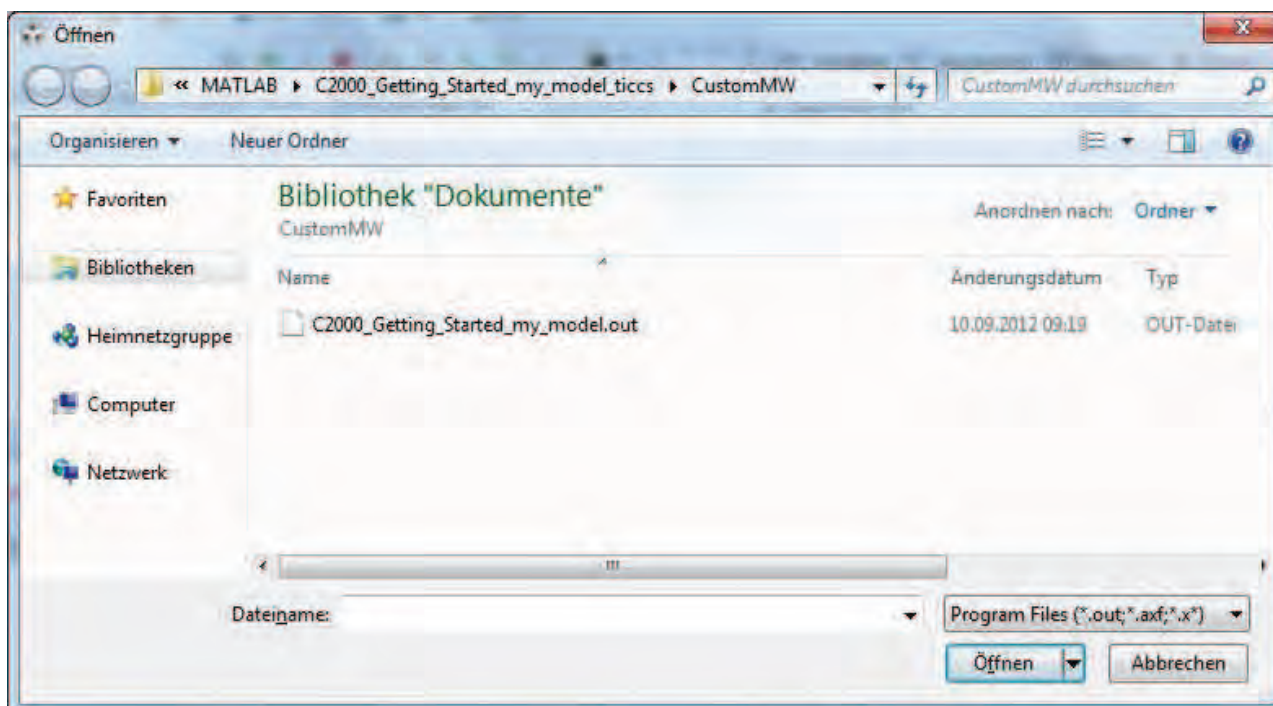 Öffnen
« MATLAB ▸ C2000_Getting_Started_my_model_ticcs ▸ CustomMW
CustomMW durchsuchen
Organisieren ▾ Neuer Ordner
Favoriten
Bibliotheken
Heimnetzgruppe
Computer
Netzwerk
Bibliothek "Dokumente"
CustomMW
Anordnen nach: Ordner ▾
Name Änderungsdatum Typ
C2000_Getting_Started_my_model.out 10.09.2012 09:19 OUT-Datei
Dateiname:
Program Files (*.out;*.axf;*.x*)
Öffnen Abbrechen